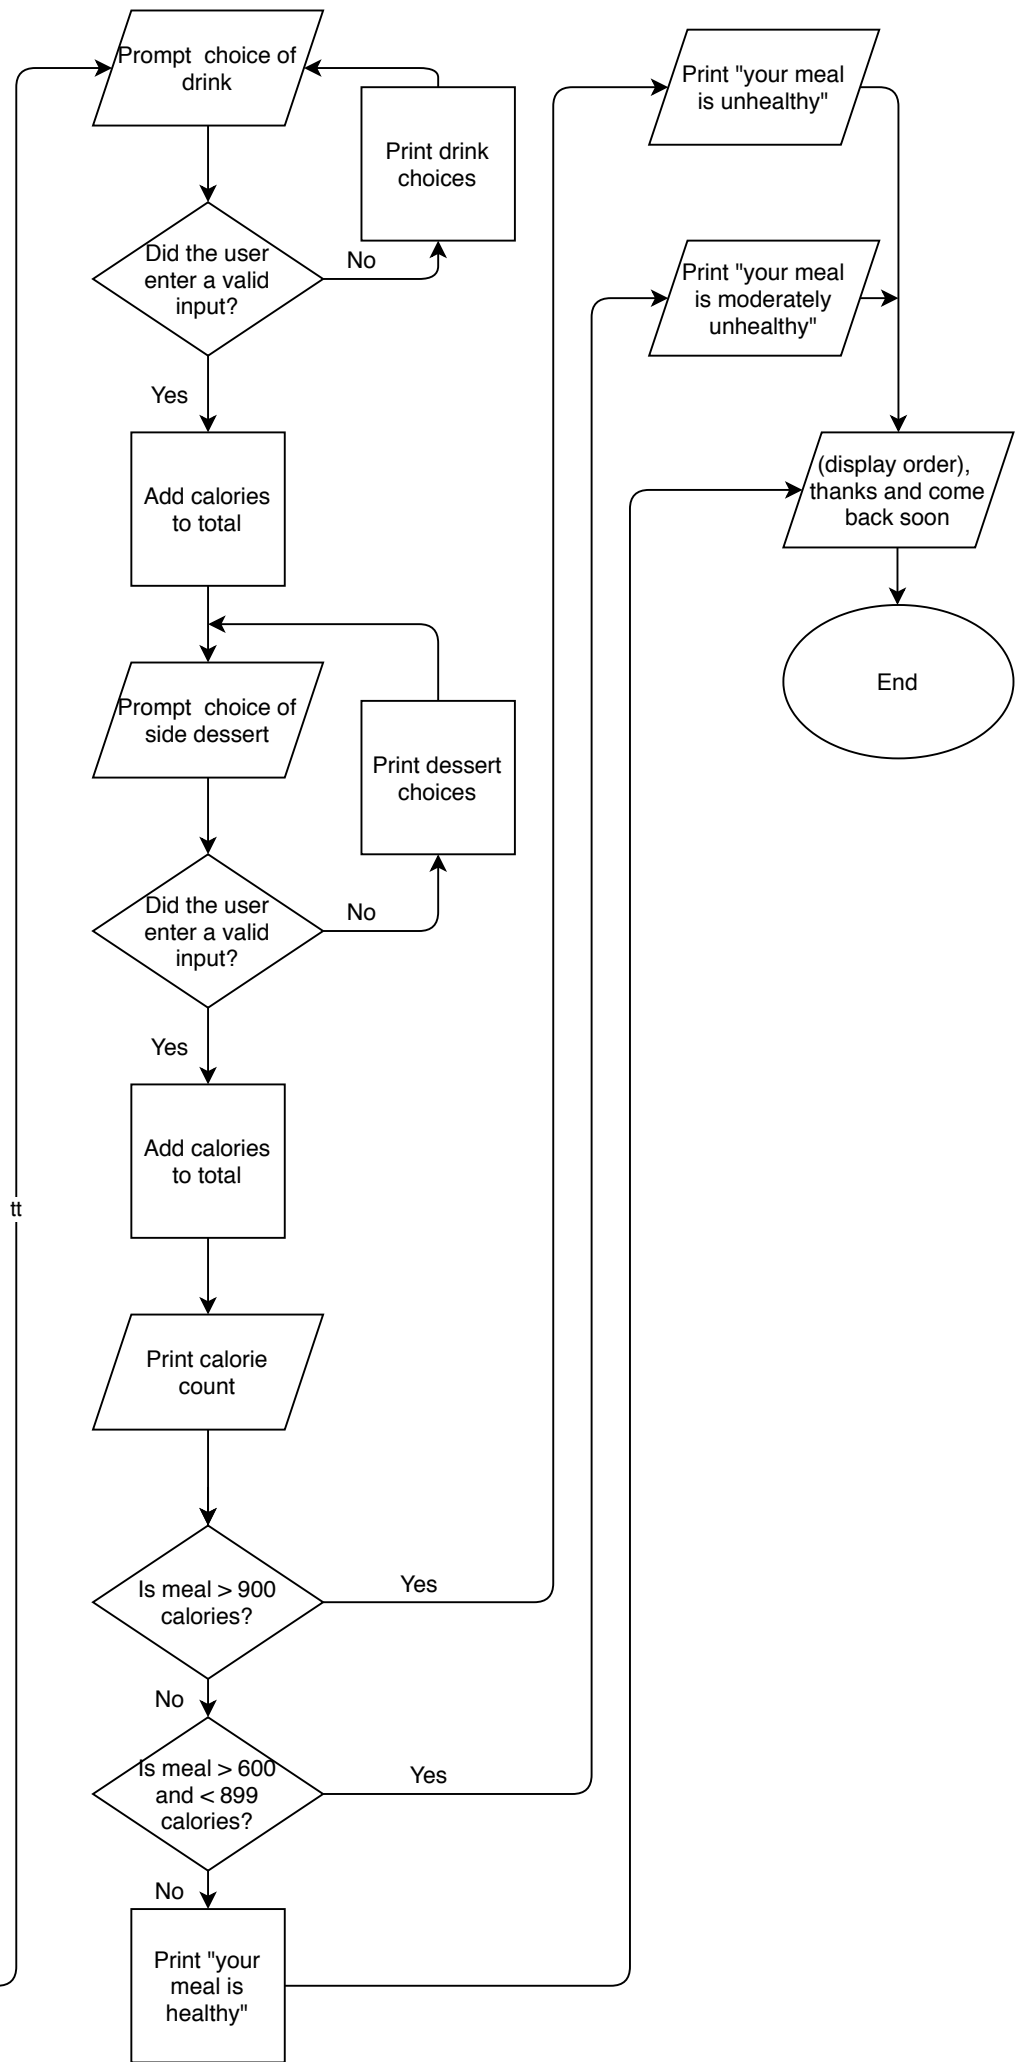 Prompt  choice of
drink
Print drink
choices
Did the user
enter a valid
input?
No
Yes
Add calories
to total
Prompt  choice of
side dessert
Print dessert
choices
Did the user
enter a valid
input?
No
Yes
Add calories
to total
tt
Print calorie
count
Is meal > 900
calories?
Yes
No
Is meal > 600
and < 899
calories?
Yes
No
Print "your
meal is
healthy"
Print "your meal
is unhealthy"
Print "your meal
is moderately
unhealthy"
(display order),
thanks and come
back soon
End